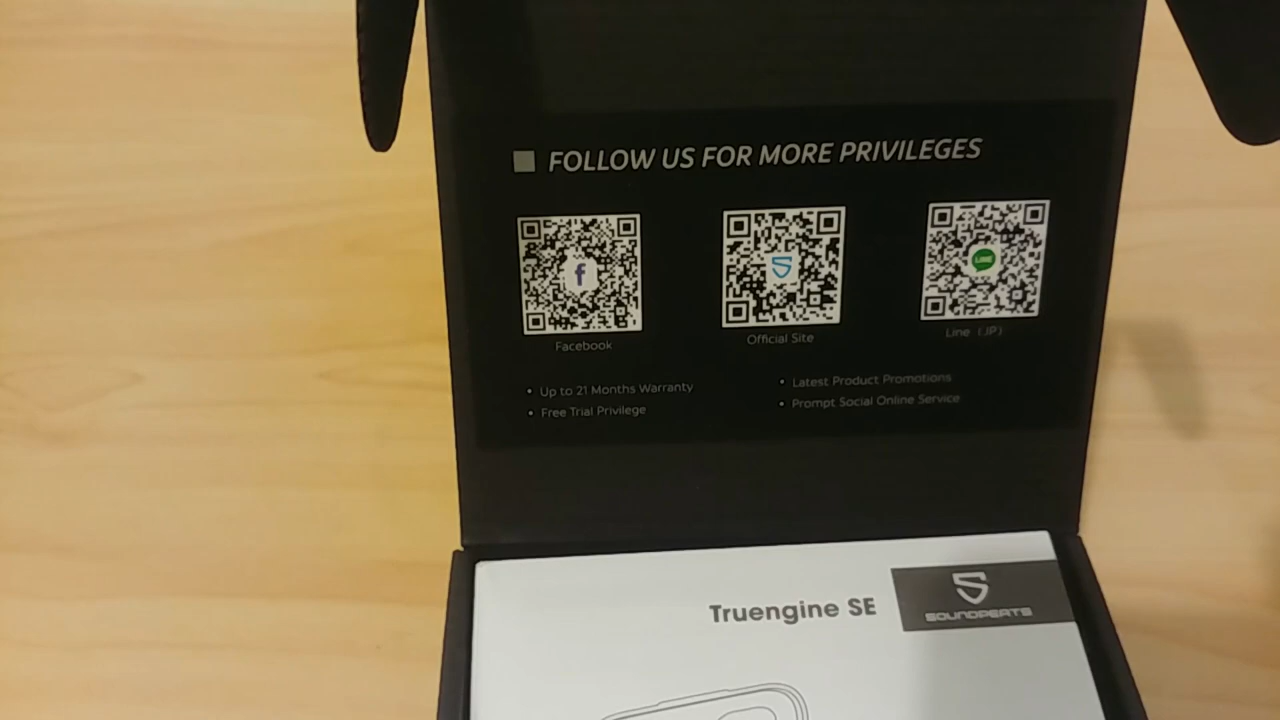 FOLLOW US FOR MORE PRIVILEGES
f
LINE
Facebook
Official Site
Line (JP)
• Up to 21 Months Warranty
• Free Trial Privilege
• Latest Product Promotions
• Prompt Social Online Service
Truengine SE
SOUNDPEATS